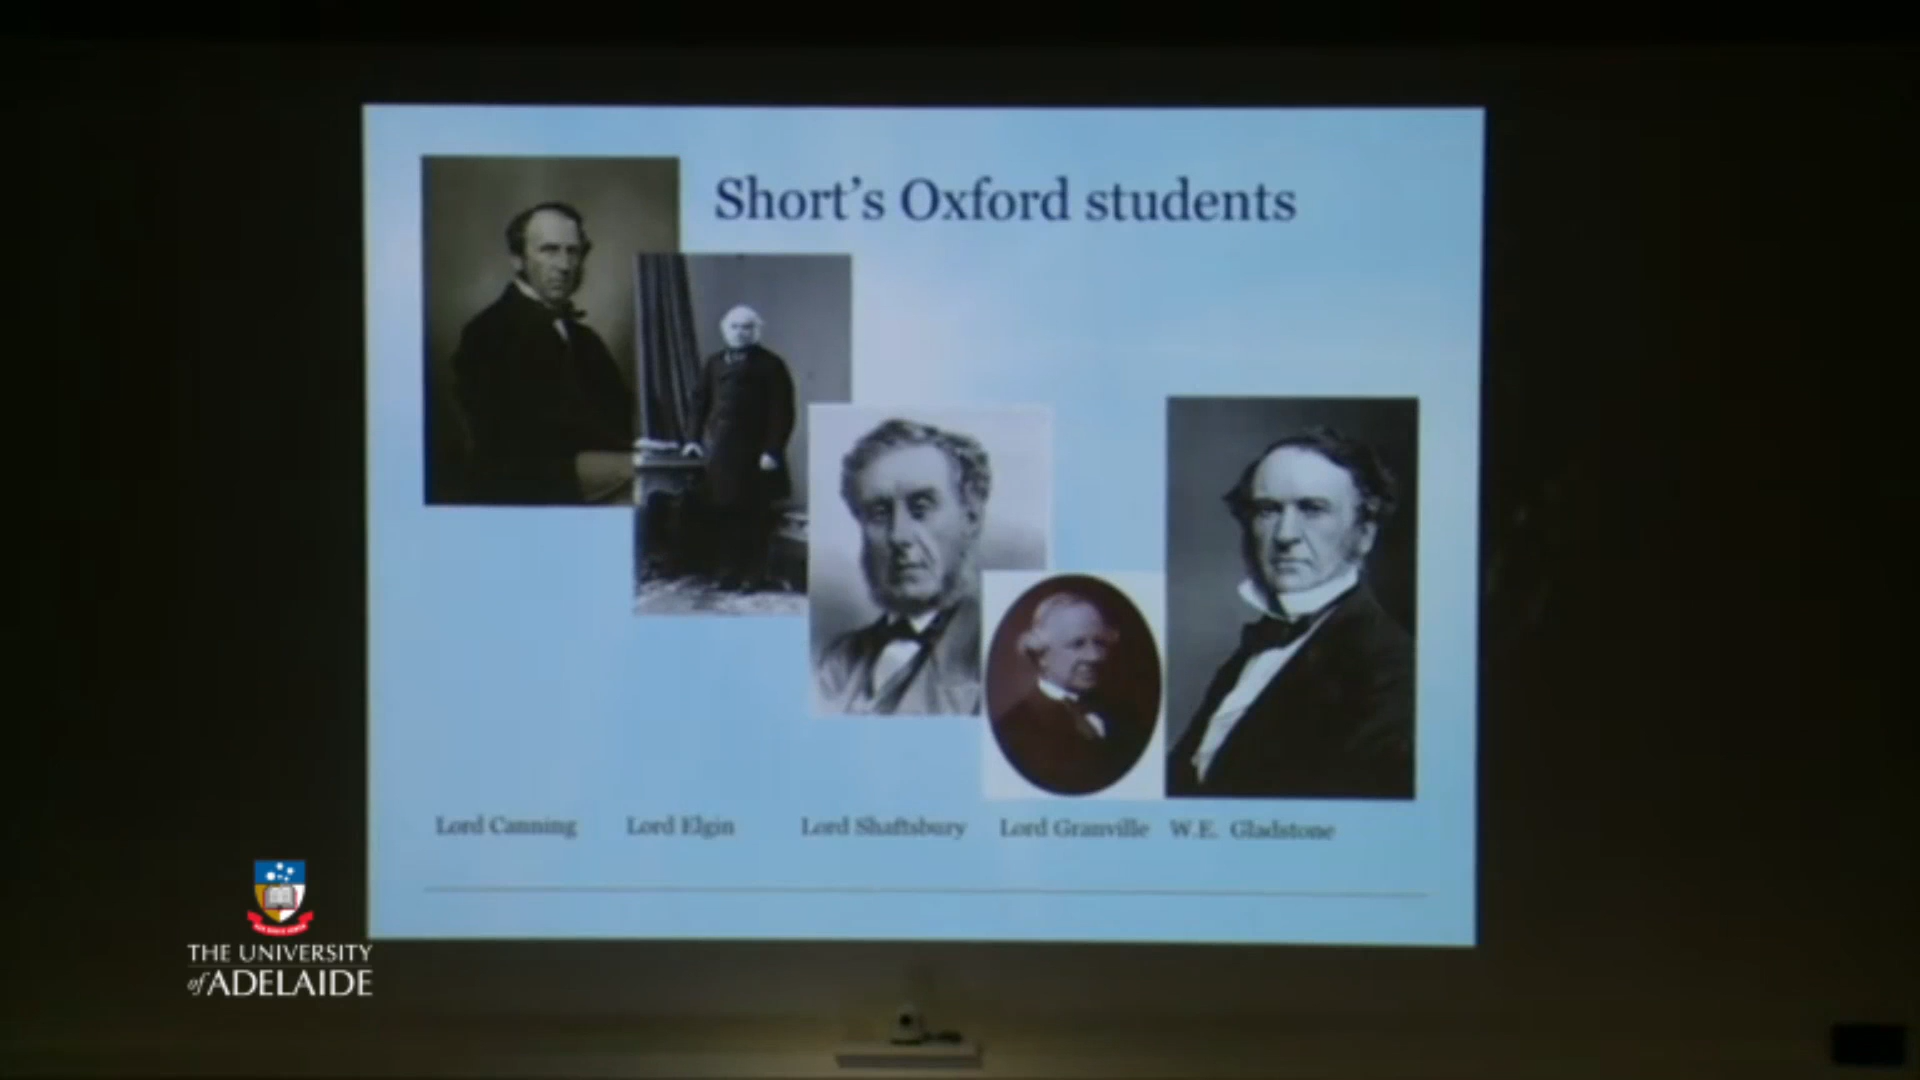 Short's Oxford students
Lord Canning Lord Elgin Lord Shaftsbury Lord Granville W.E. Gladstone
THE UNIVERSITY
of ADELAIDE